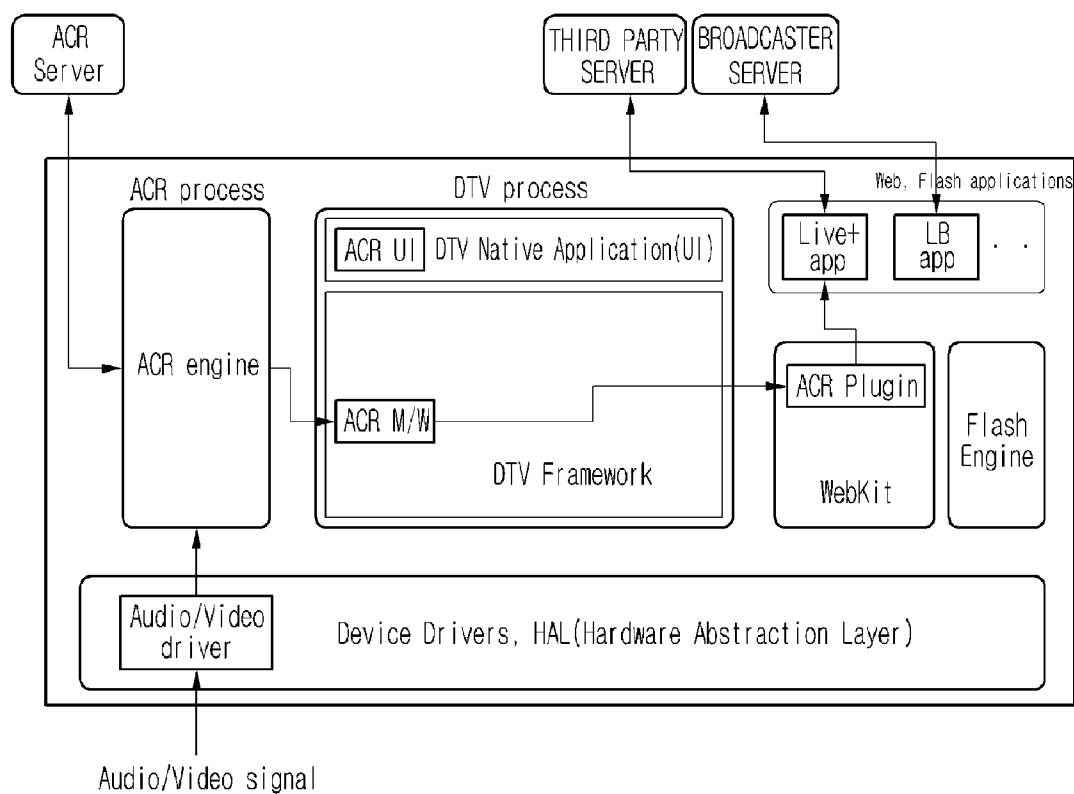 ACR
Server
THIRD PARTY
SERVER
BROADCASTER
SERVER
ACR process
DTV process
Web, Flash applications
ACR UI
DTV Native Application(UI)
Live+
app
LB
app
. .
ACR engine
ACR M/W
DTV Framework
ACR Plugin
WebKit
Flash
Engine
Audio/Video
driver
Device Drivers, HAL(Hardware Abstraction Layer)
Audio/Video signal